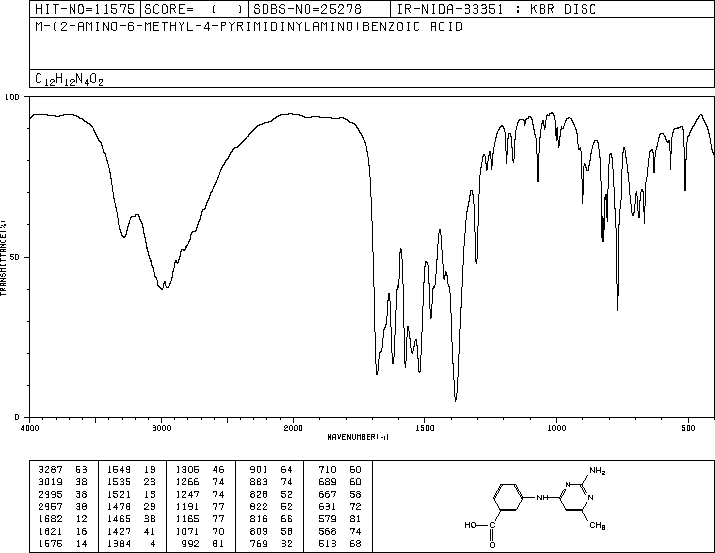 HIT-NO=11575 SCORE= ( ) SDBS-NO=25278 IR-NIDA-33351 : KBR DISC
M-(2-AMINO-6-METHYL-4-PYRIMIDINYLAMINO)BENZOIC ACID
C12H12N4O2
100
50
0
TRANSMITTANCE(%)
4000 3000 2000 1500 1000 500
WAVENUMBER(-1)
3287 63 1549 19 1306 46 901 64 710 60
3019 38 1535 23 1266 74 883 74 689 60
2995 38 1521 13 1247 74 828 52 667 58
2957 38 1478 29 1191 77 822 52 631 72
1682 12 1465 38 1165 77 816 66 579 81
1621 16 1427 41 1071 70 809 58 568 74
1575 14 1384 4 992 81 769 32 513 68
NH2
N
NH
N
HO
CH3
O